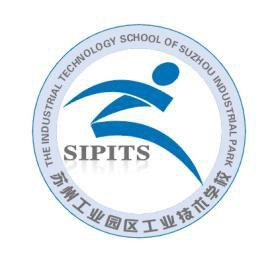 THE INDUSTRIAL TECHNOLOGY SCHOOL OF SUZHOU INDUSTRIAL PARK
SIPITS
苏州工业园区工业技术学校